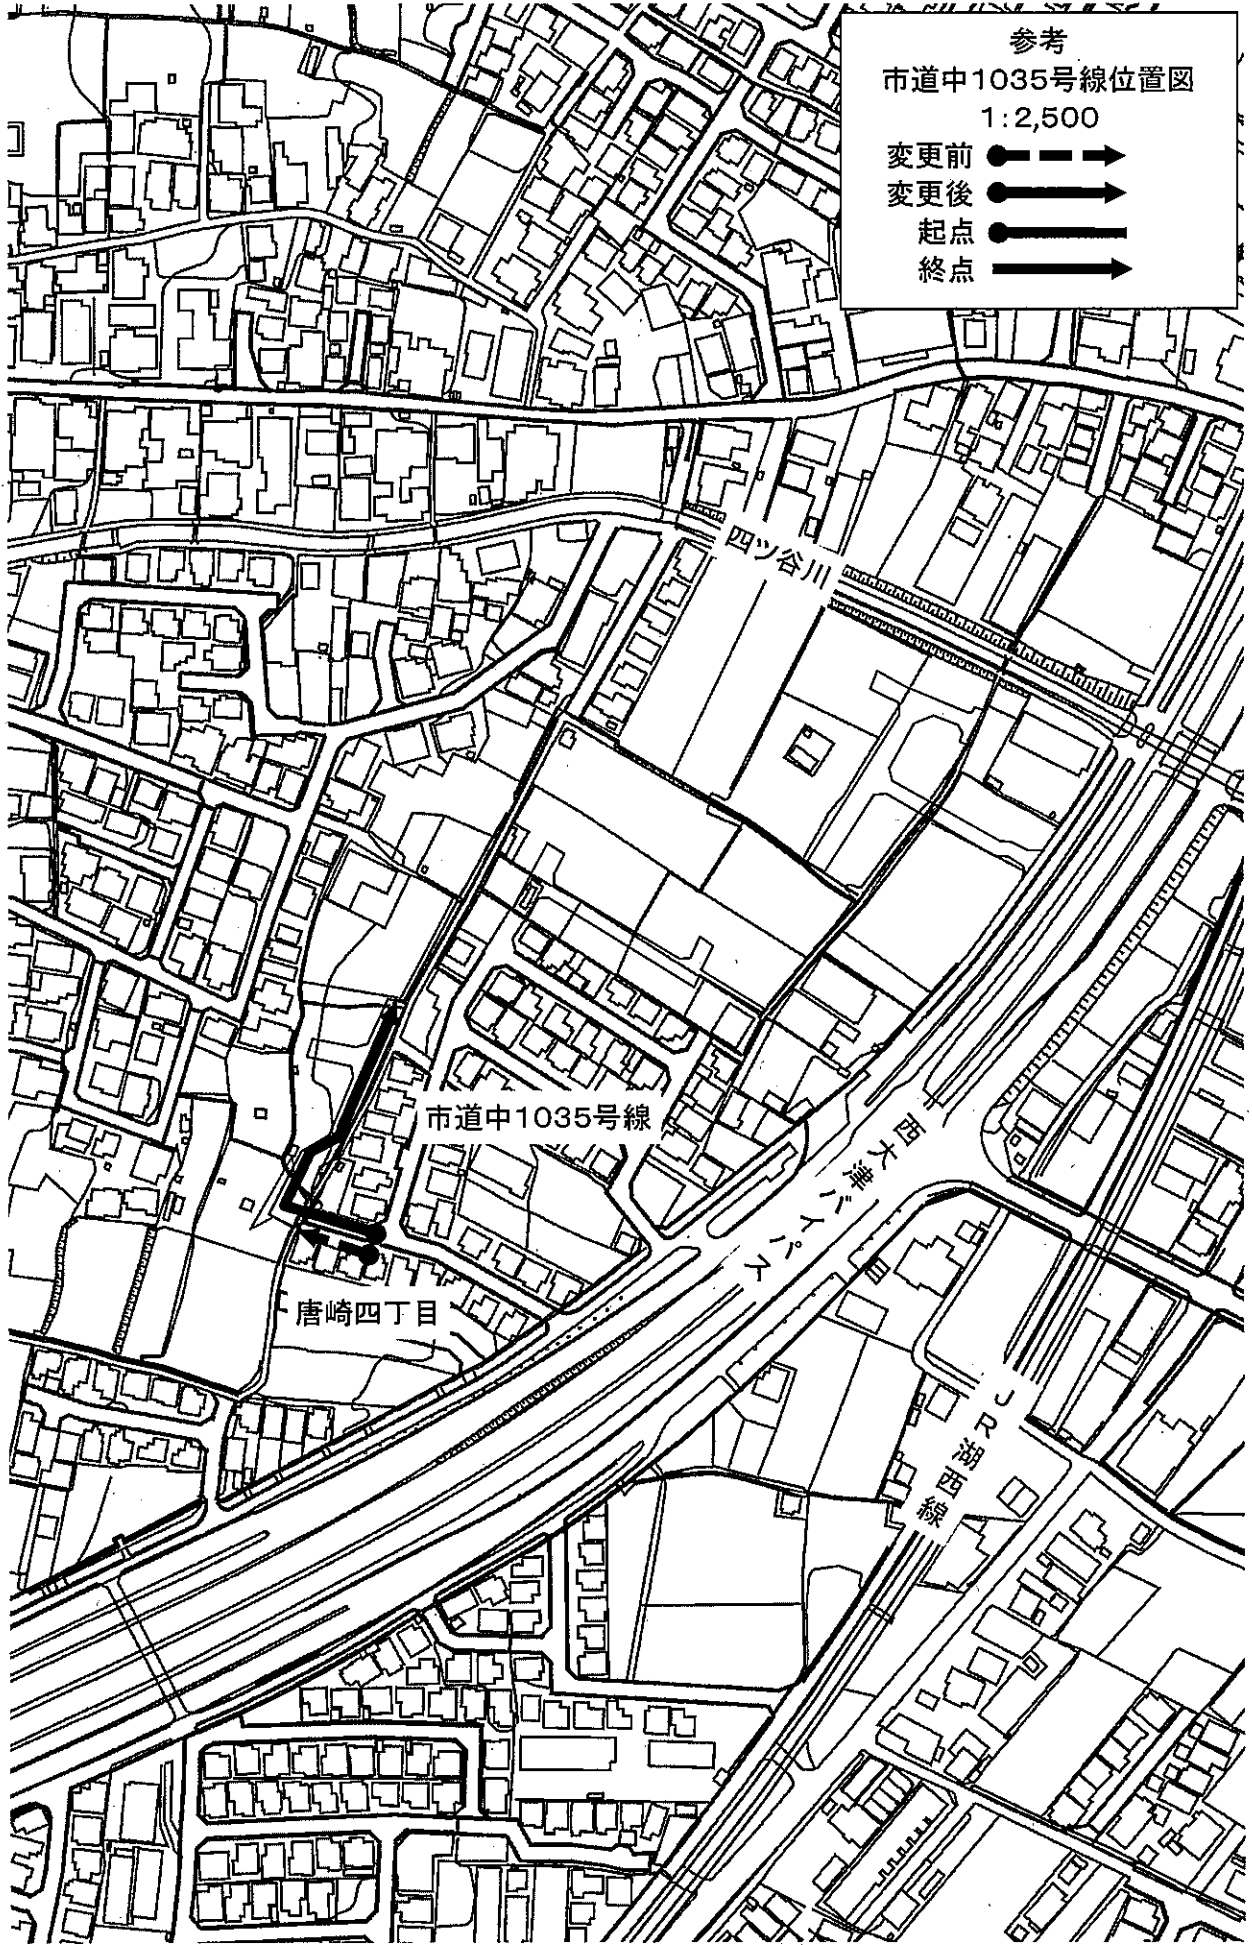 参考
市道中1035号線位置図
1:2,500
変更前
変更後
起点
終点
四ツ谷川
市道中1035号線
西大津バイパス
唐崎四丁目
JR湖西線